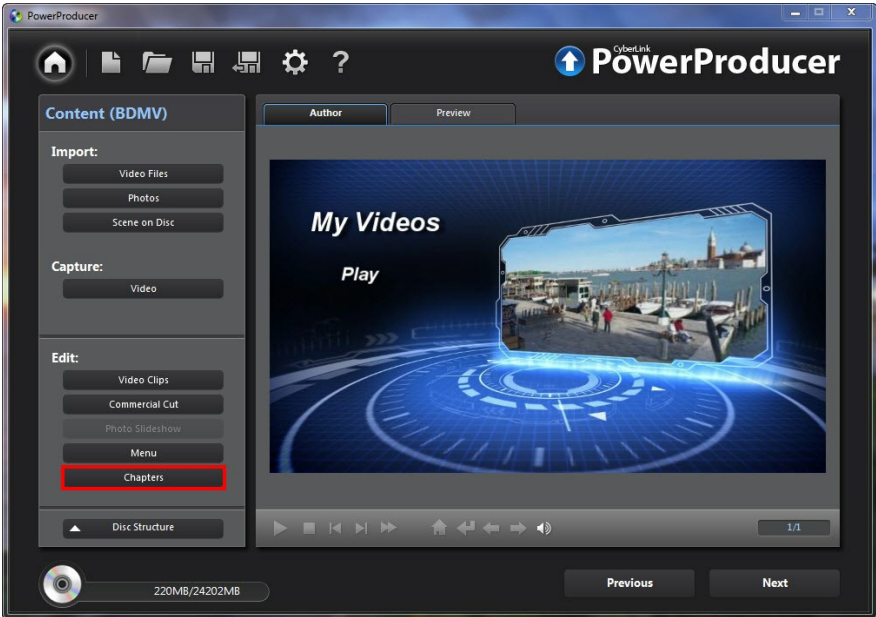 PowerProducer
?
CyberLink
PowerProducer
Content (BDMV)
Author
Preview
Import:
Video Files
Photos
Scene on Disc
Capture:
Video
Edit:
Video Clips
Commercial Cut
Photo Slideshow
Menu
Chapters
Disc Structure
My Videos
Play
1/1
220MB/24202MB
Previous
Next